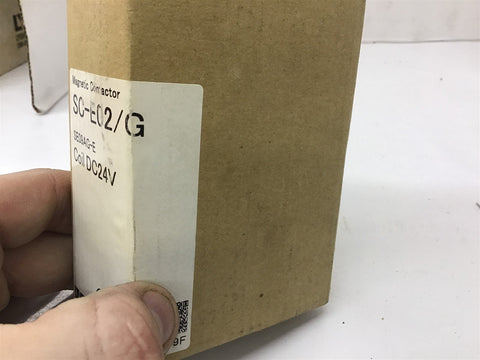 Magnetic Contactor
SC-E02/G
Coil DC24V
9F